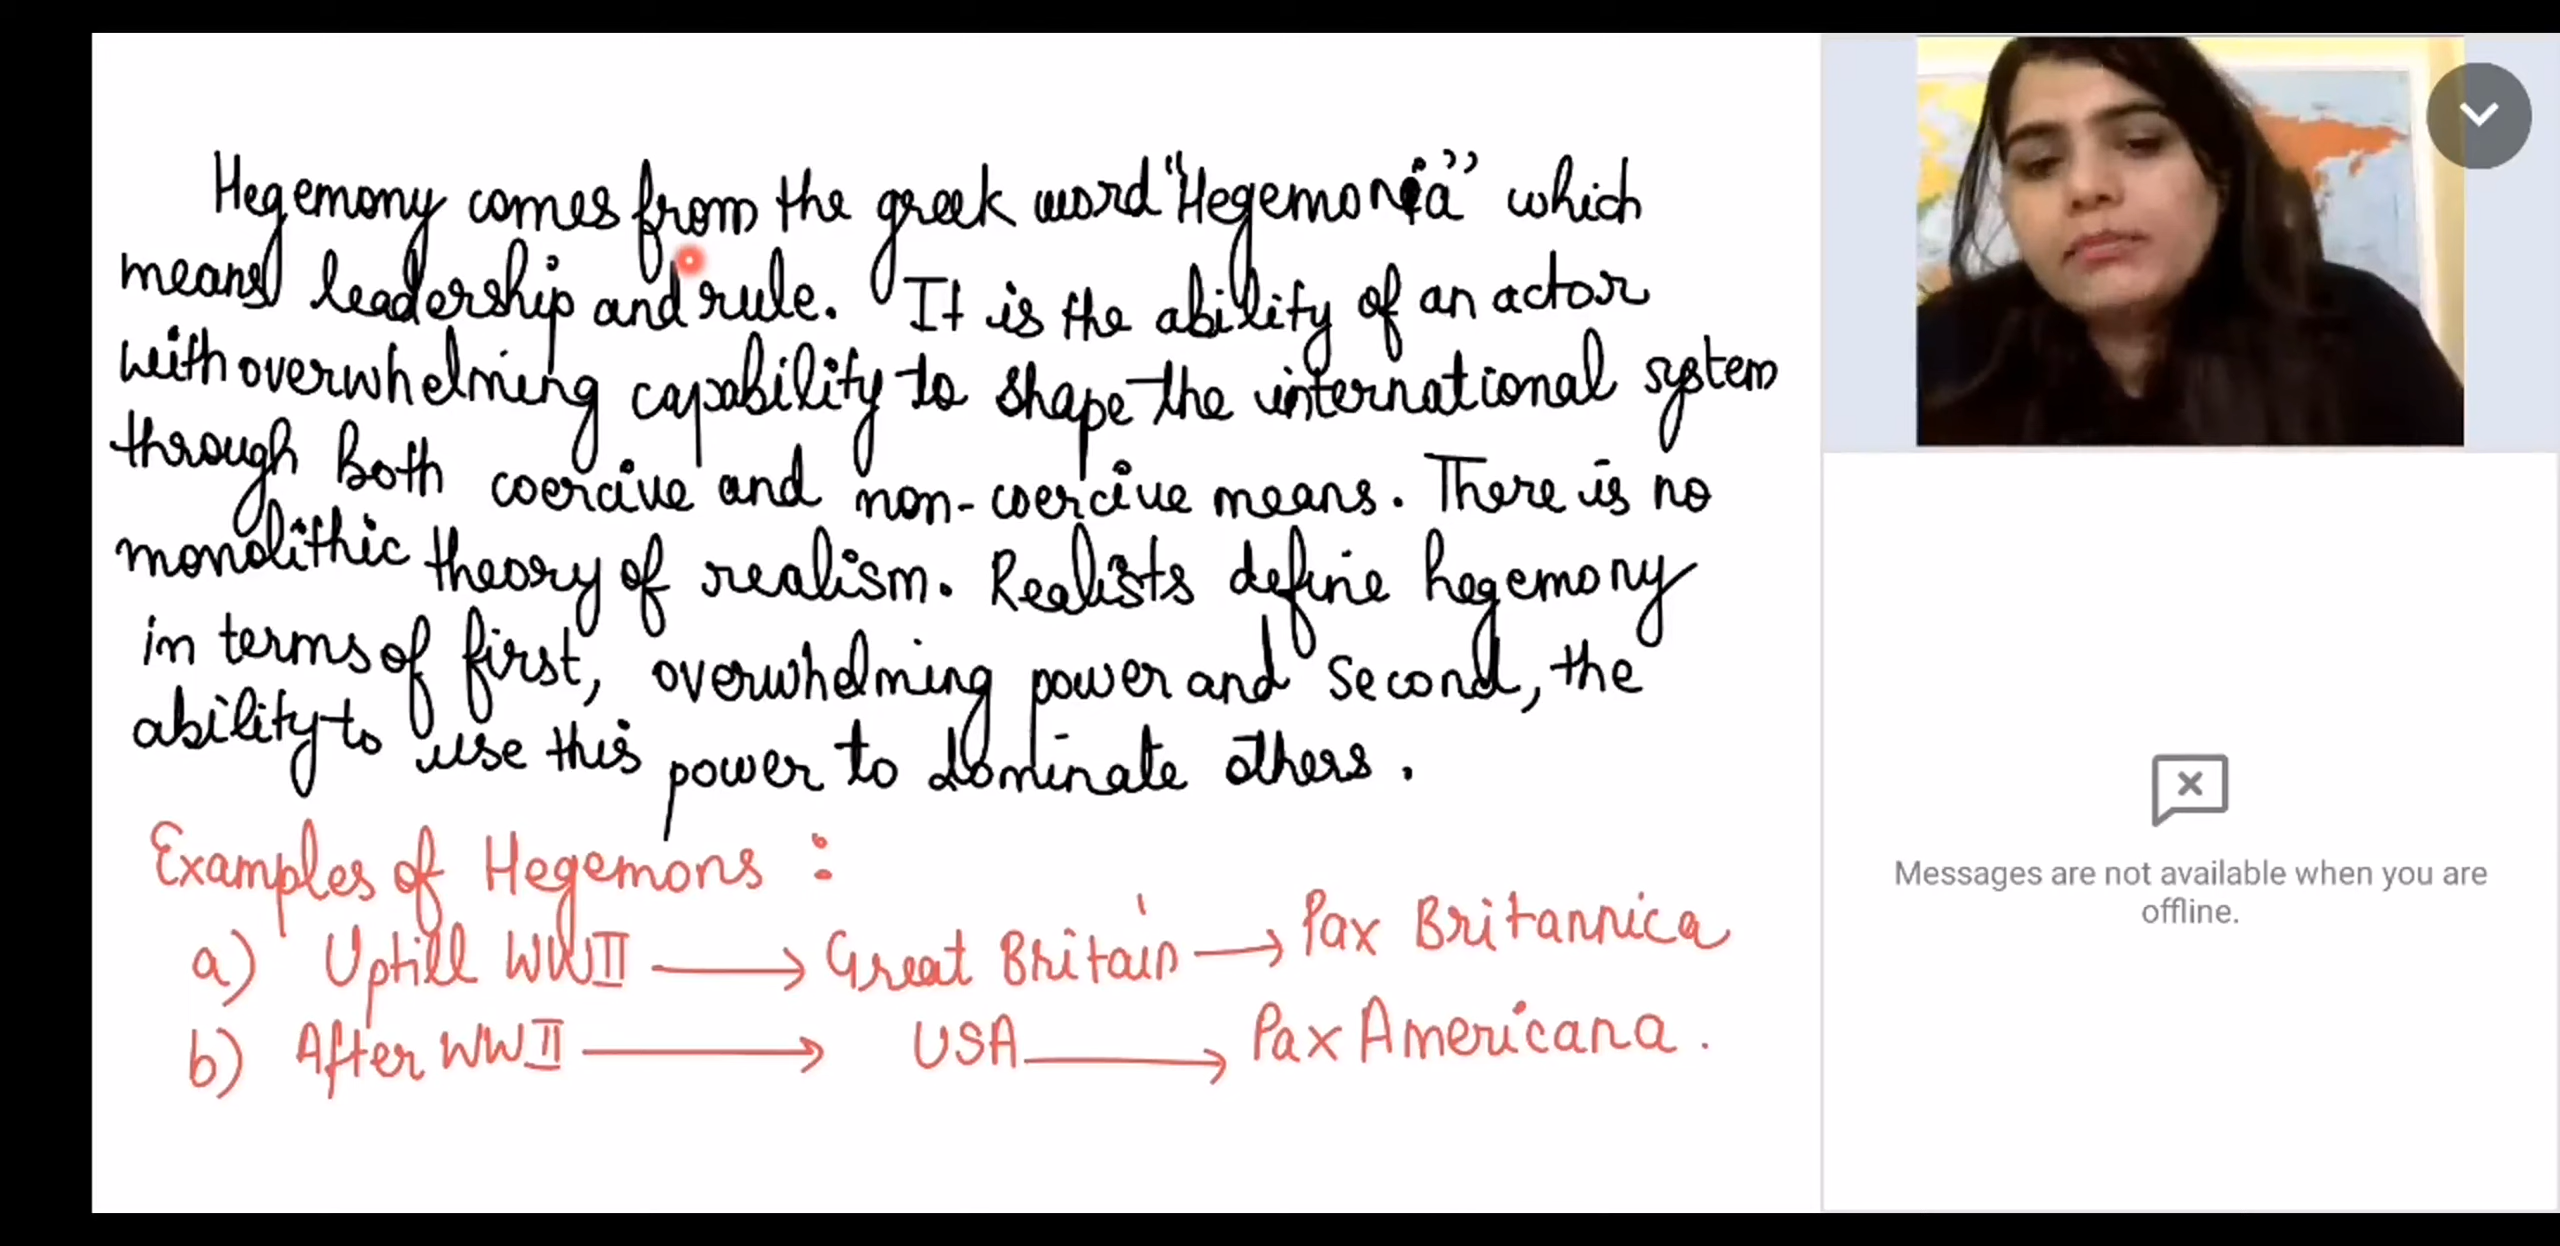 Hegemony comes from the greek word "Hegemonia" which
means leadership and rule. It is the ability of an actor
with overwhelming capability to shape the international system
through both coercive and non-coercive means. There is no
monolithic theory of realism. Realists define hegemony
in terms of first, overwhelming power and second, the
ability to use this power to dominate others.
Examples of Hegemons :
a) Uptill WWII → Great Britain → Pax Britannica
b) After WWII → USA → Pax Americana.
Messages are not available when you are
offline.